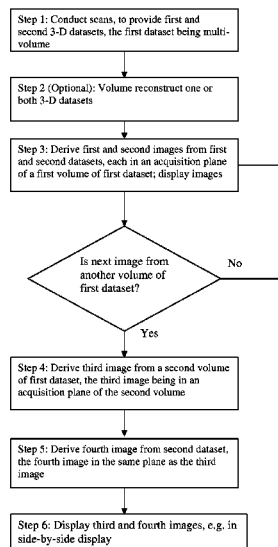 Step 1: Conduct scans, to provide first and
second 3-D datasets, the first dataset being multi-
volume
Step 2 (Optional): Volume reconstruct one or
both 3-D datasets
Step 3: Derive first and second images from first
and second datasets, each in an acquisition plane
of a first volume of first dataset; display images
Is next image from
another volume of
first dataset?
No
Yes
Step 4: Derive third image from a second volume
of first dataset, the third image being in an
acquisition plane of the second volume
Step 5: Derive fourth image from second dataset,
the fourth image in the same plane as the third
image
Step 6: Display third and fourth images, e.g. in
side-by-side display